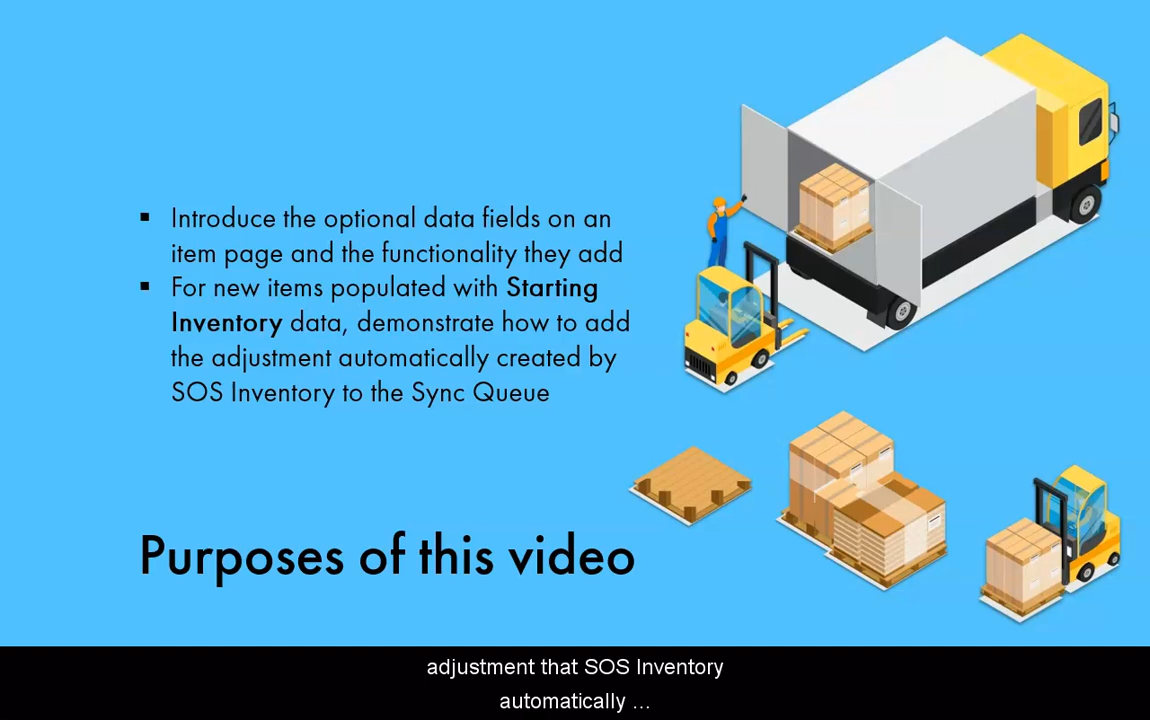 ▪ Introduce the optional data fields on an
item page and the functionality they add
▪ For new items populated with Starting
Inventory data, demonstrate how to add
the adjustment automatically created by
SOS Inventory to the Sync Queue
Purposes of this video
adjustment that SOS Inventory
automatically ...